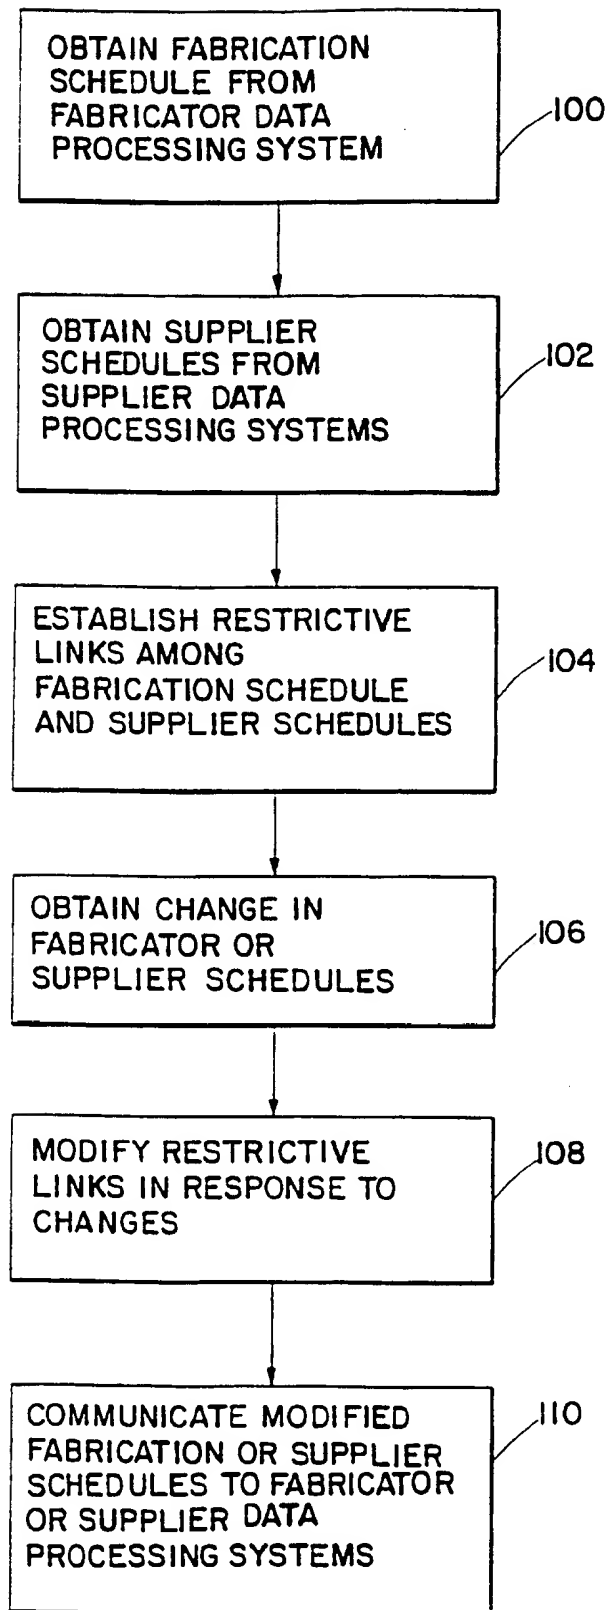 OBTAIN FABRICATION
SCHEDULE FROM
FABRICATOR DATA
PROCESSING SYSTEM
100
OBTAIN SUPPLIER
SCHEDULES FROM
SUPPLIER DATA
PROCESSING SYSTEMS
102
ESTABLISH RESTRICTIVE
LINKS AMONG
FABRICATION SCHEDULE
AND SUPPLIER SCHEDULES
104
OBTAIN CHANGE IN
FABRICATOR OR
SUPPLIER SCHEDULES
106
MODIFY RESTRICTIVE
LINKS IN RESPONSE TO
CHANGES
108
COMMUNICATE MODIFIED
FABRICATION OR SUPPLIER
SCHEDULES TO FABRICATOR
OR SUPPLIER DATA
PROCESSING SYSTEMS
110